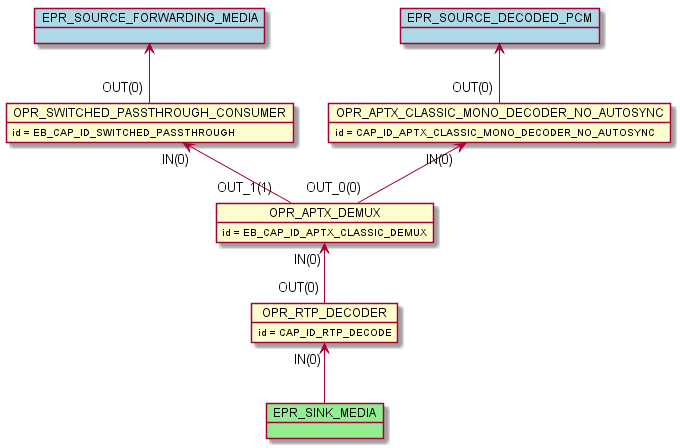 EPR_SOURCE_FORWARDING_MEDIA
EPR_SOURCE_DECODED_PCM
OUT(0)
OUT(0)
OPR_SWITCHED_PASSTHROUGH_CONSUMER
id = EB_CAP_ID_SWITCHED_PASSTHROUGH
OPR_APTX_CLASSIC_MONO_DECODER_NO_AUTOSYNC
id = CAP_ID_APTX_CLASSIC_MONO_DECODER_NO_AUTOSYNC
IN(0)
IN(0)
OUT_1(1)
OUT_0(0)
OPR_APTX_DEMUX
id = EB_CAP_ID_APTX_CLASSIC_DEMUX
IN(0)
OUT(0)
OPR_RTP_DECODER
id = CAP_ID_RTP_DECODE
IN(0)
EPR_SINK_MEDIA